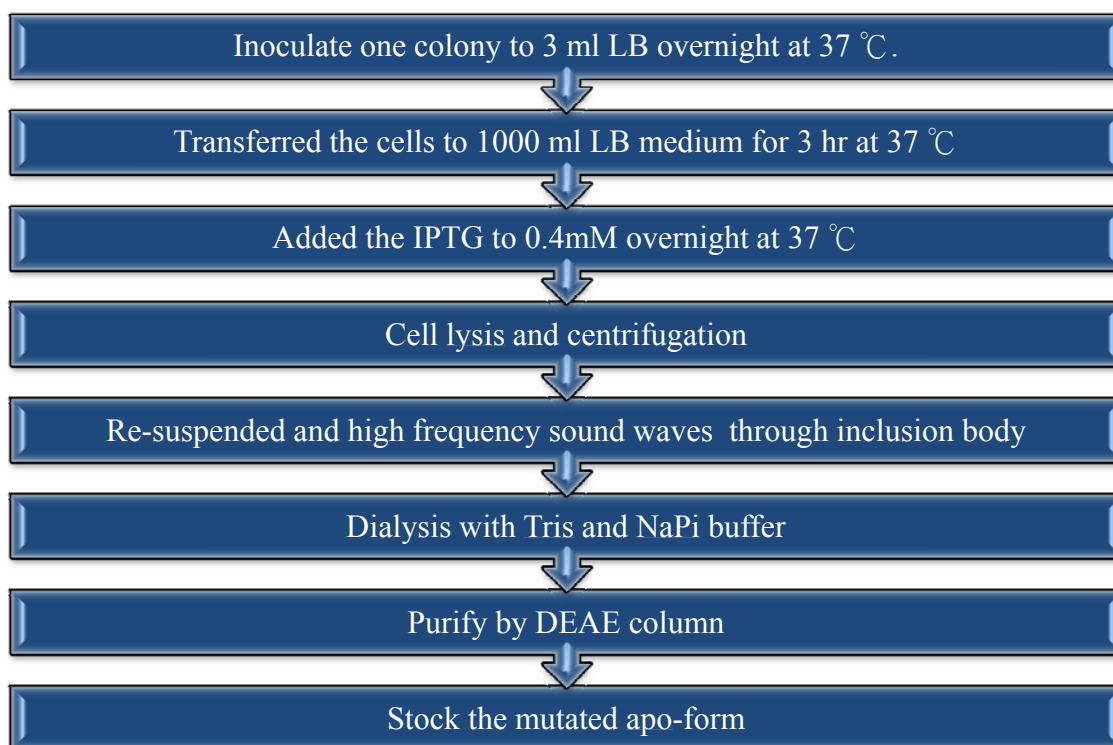 Inoculate one colony to 3 ml LB overnight at 37 ℃.
Transferred the cells to 1000 ml LB medium for 3 hr at 37 ℃
Added the IPTG to 0.4mM overnight at 37 ℃
Cell lysis and centrifugation
Re-suspended and high frequency sound waves through inclusion body
Dialysis with Tris and NaPi buffer
Purify by DEAE column
Stock the mutated apo-form